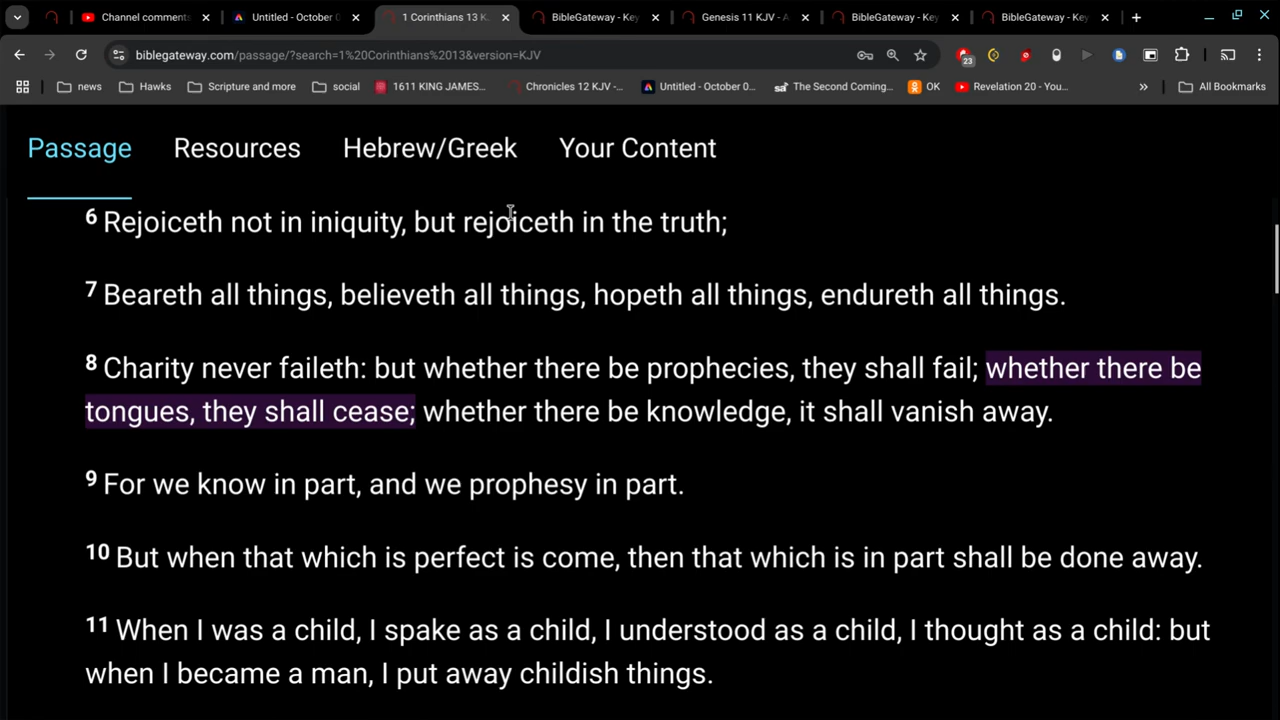 Channel comments
Untitled - October 0
1 Corinthians 13 K
BibleGateway - Key
Genesis 11 KJV - A
BibleGateway - Key
BibleGateway - Key
biblegateway.com/passage/?search=1%20Corinthians%2013&version=KJV
23
news
Hawks
Scripture and more
social
1611 KING JAMES...
Chronicles 12 KJV -...
Untitled - October 0...
sa The Second Coming...
OK
Revelation 20 - You...
»
All Bookmarks
Passage Resources Hebrew/Greek Your Content
6 Rejoiceth not in iniquity, but rejoiceth in the truth;
7 Beareth all things, believeth all things, hopeth all things, endureth all things.
8 Charity never faileth: but whether there be prophecies, they shall fail; whether there be
tongues, they shall cease; whether there be knowledge, it shall vanish away.
9 For we know in part, and we prophesy in part.
10 But when that which is perfect is come, then that which is in part shall be done away.
11 When I was a child, I spake as a child, I understood as a child, I thought as a child: but
when I became a man, I put away childish things.